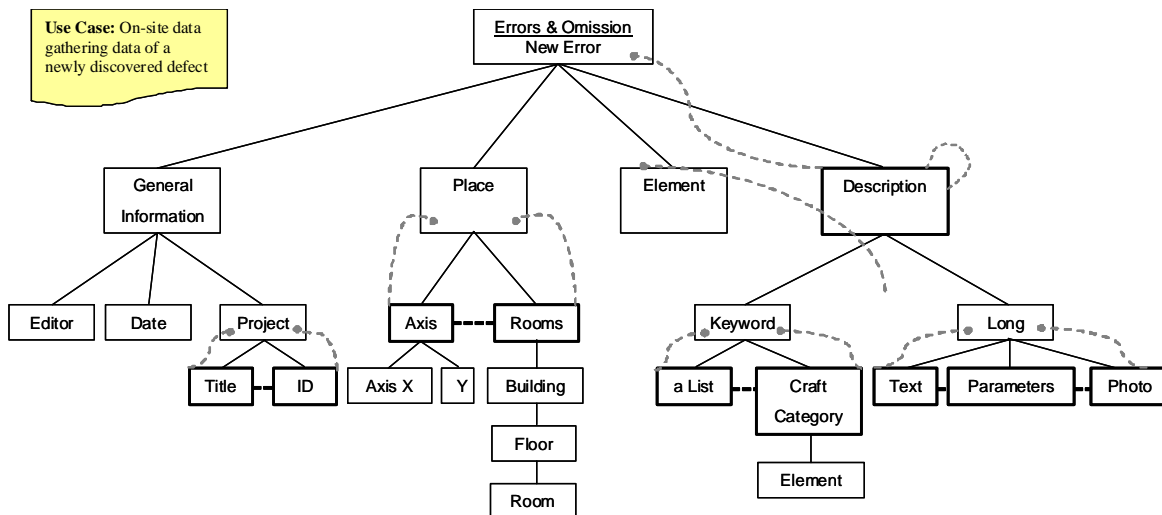 Use Case: On-site data
gathering data of a
newly discovered defect
Errors & Omission
New Error
General
Information
Place
Element
Description
Editor
Date
Project
Axis
Rooms
Keyword
Long
Title
ID
Axis X
Y
Building
a List
Craft
Category
Text
Parameters
Photo
Floor
Element
Room